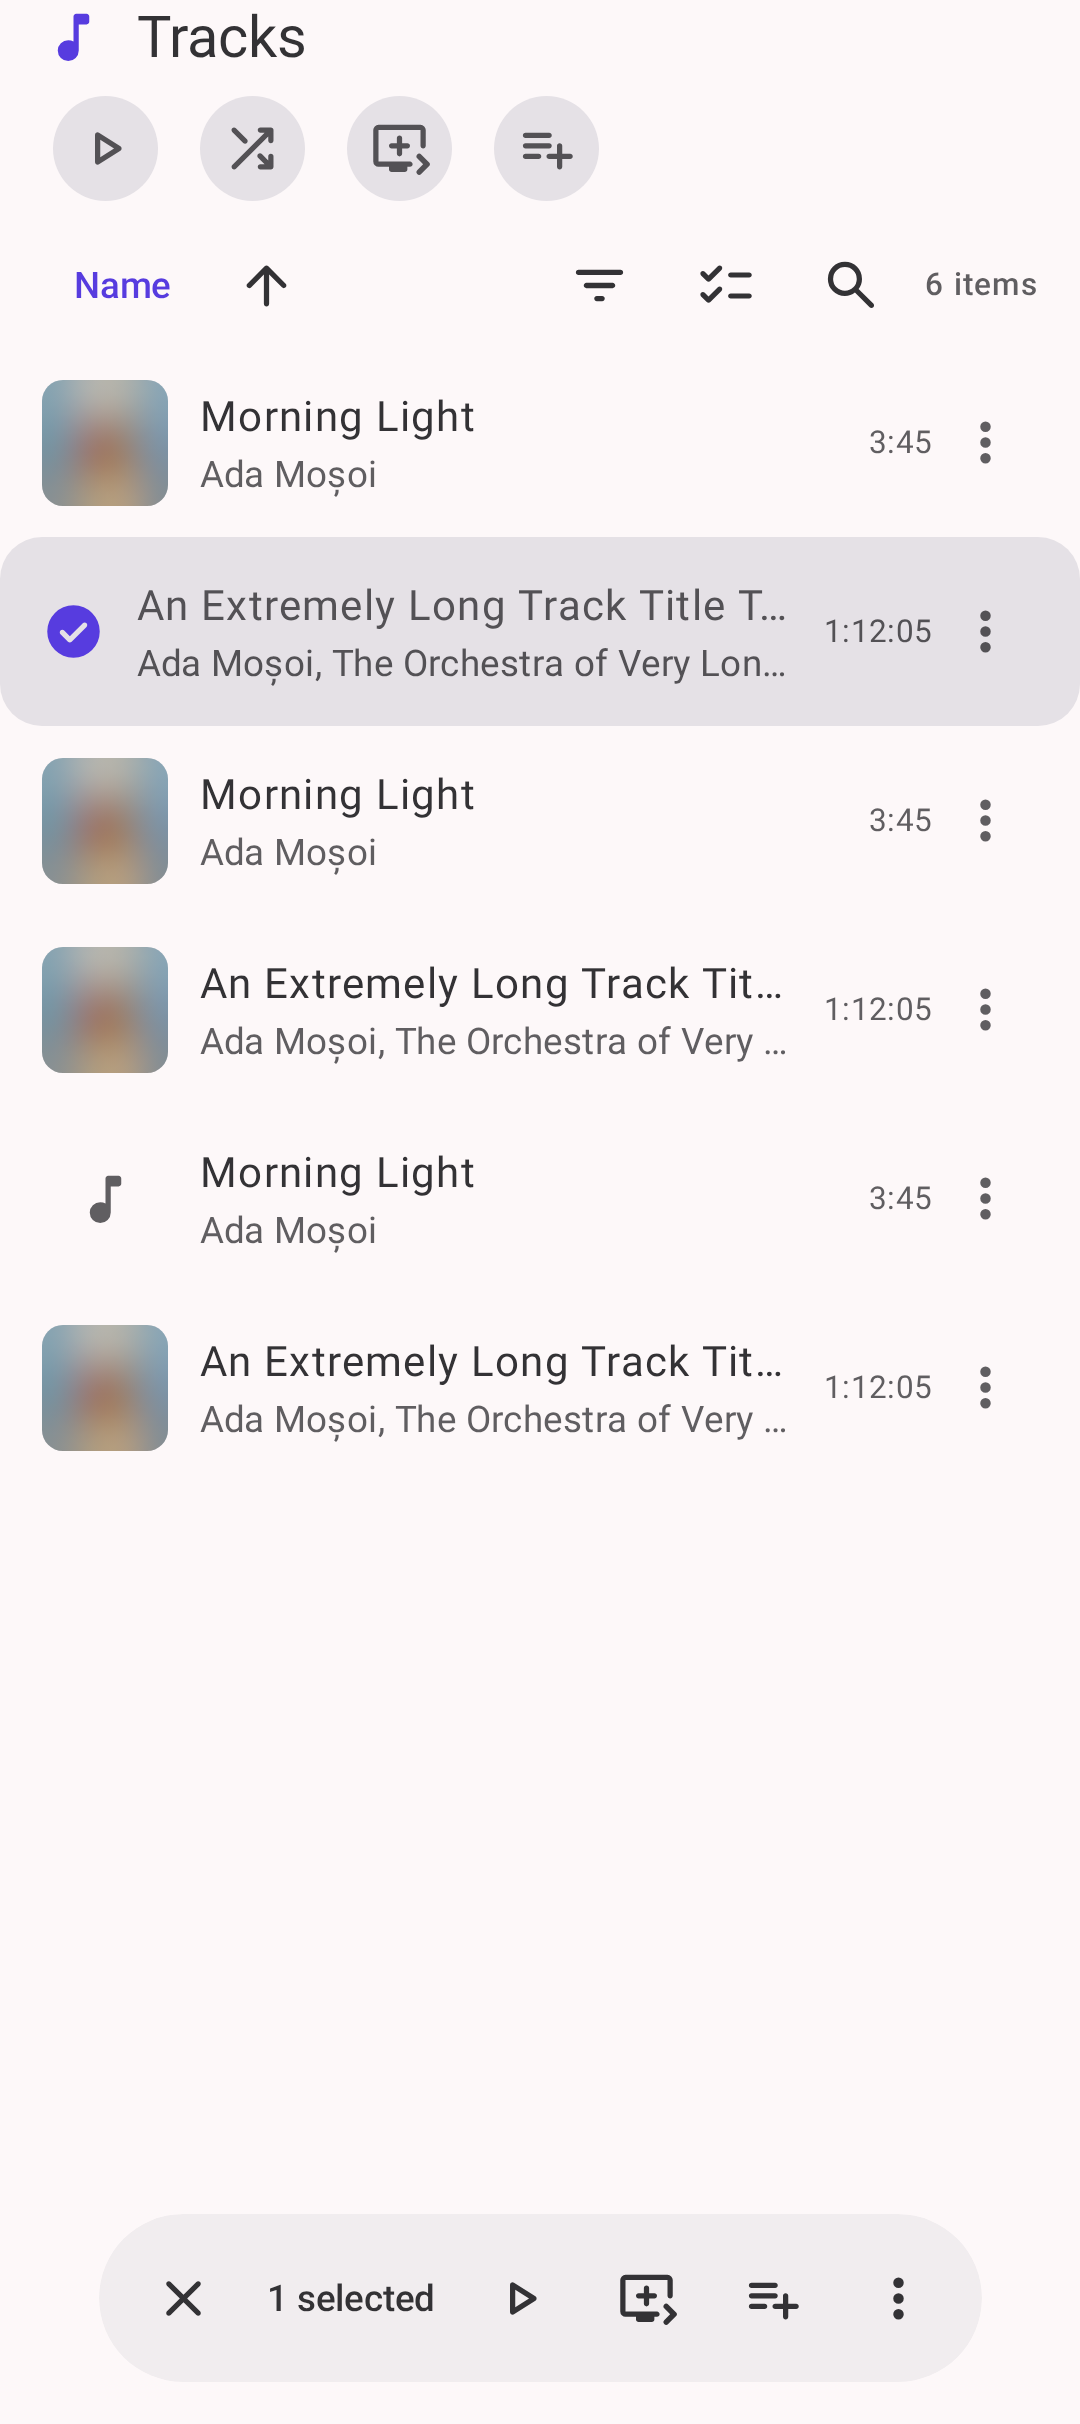 Tracks
Name
6 items
Morning Light
3:45
Ada Moșoi
An Extremely Long Track Title T…
1:12:05
Ada Moșoi, The Orchestra of Very Lon…
Morning Light
3:45
Ada Moșoi
An Extremely Long Track Tit…
1:12:05
Ada Moșoi, The Orchestra of Very …
Morning Light
3:45
Ada Moșoi
An Extremely Long Track Tit…
1:12:05
Ada Moșoi, The Orchestra of Very …
1 selected